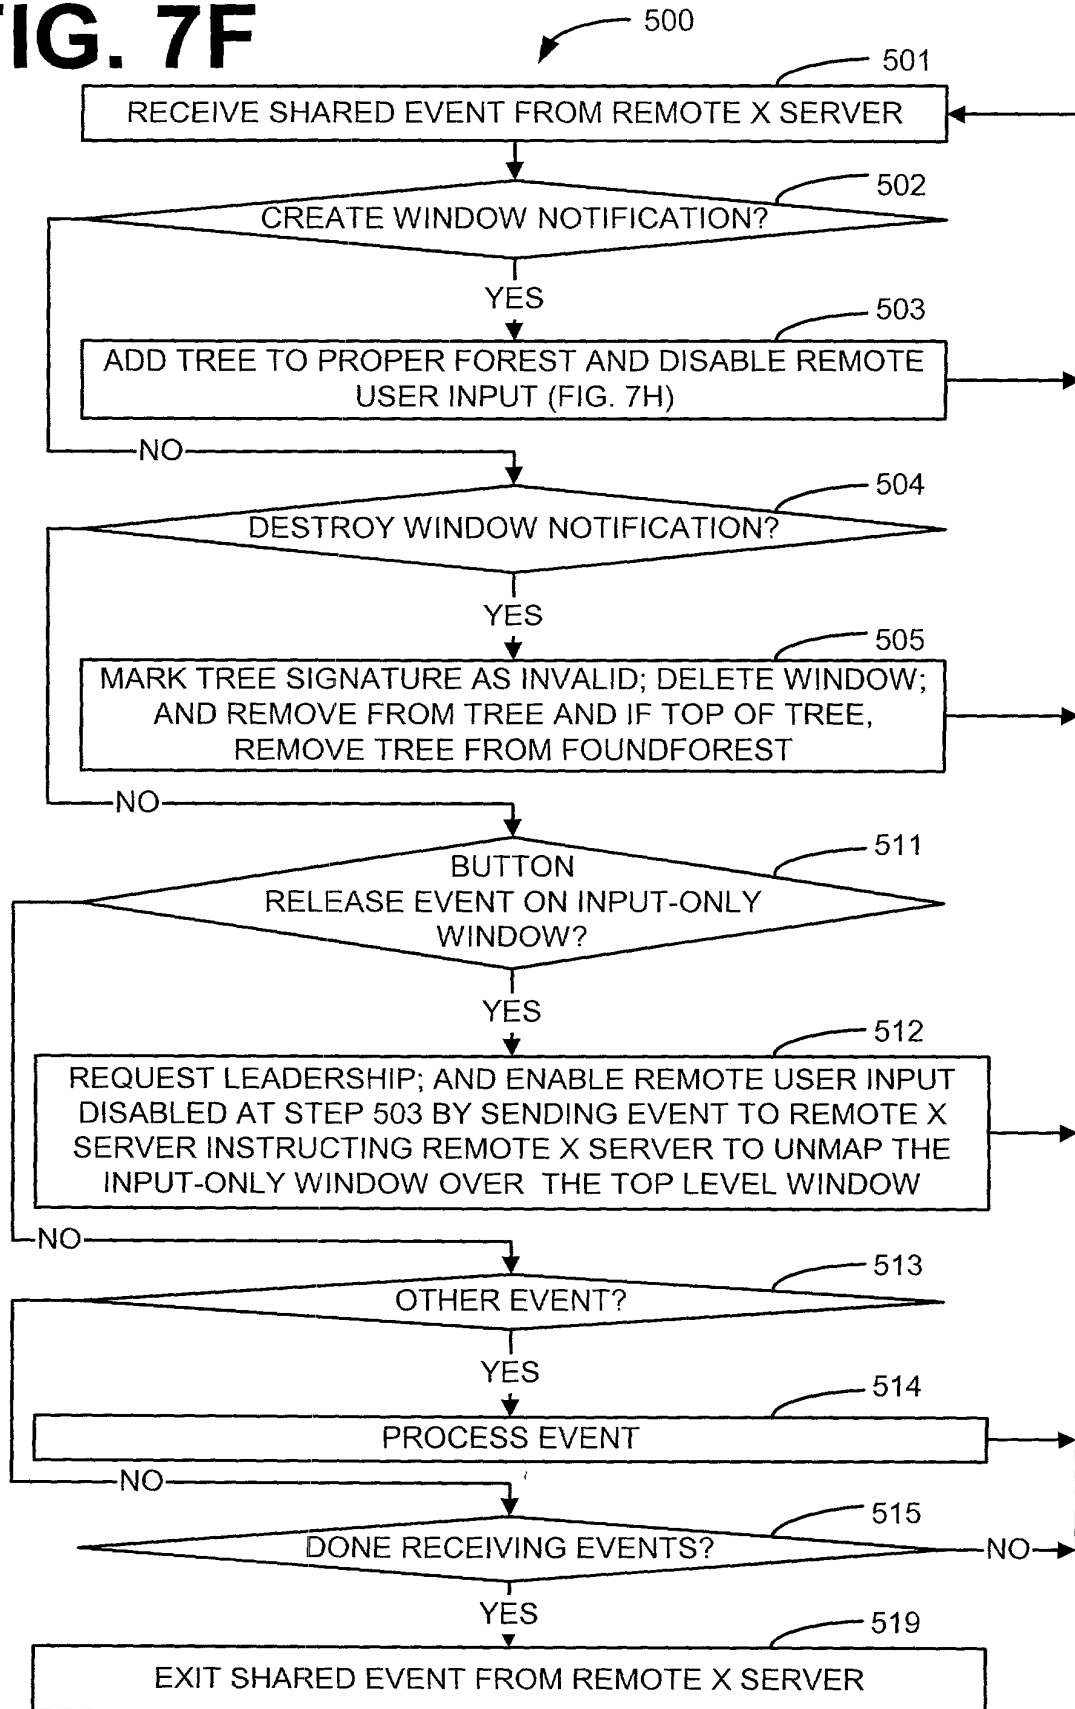 FIG. 7F
500
501
RECEIVE SHARED EVENT FROM REMOTE X SERVER
502
CREATE WINDOW NOTIFICATION?
YES
503
ADD TREE TO PROPER FOREST AND DISABLE REMOTE
USER INPUT (FIG. 7H)
NO
504
DESTROY WINDOW NOTIFICATION?
YES
505
MARK TREE SIGNATURE AS INVALID; DELETE WINDOW;
AND REMOVE FROM TREE AND IF TOP OF TREE,
REMOVE TREE FROM FOUNDFOREST
NO
511
BUTTON
RELEASE EVENT ON INPUT-ONLY
WINDOW?
YES
512
REQUEST LEADERSHIP; AND ENABLE REMOTE USER INPUT
DISABLED AT STEP 503 BY SENDING EVENT TO REMOTE X
SERVER INSTRUCTING REMOTE X SERVER TO UNMAP THE
INPUT-ONLY WINDOW OVER THE TOP LEVEL WINDOW
NO
513
OTHER EVENT?
YES
514
PROCESS EVENT
NO
515
DONE RECEIVING EVENTS?
NO
YES
519
EXIT SHARED EVENT FROM REMOTE X SERVER